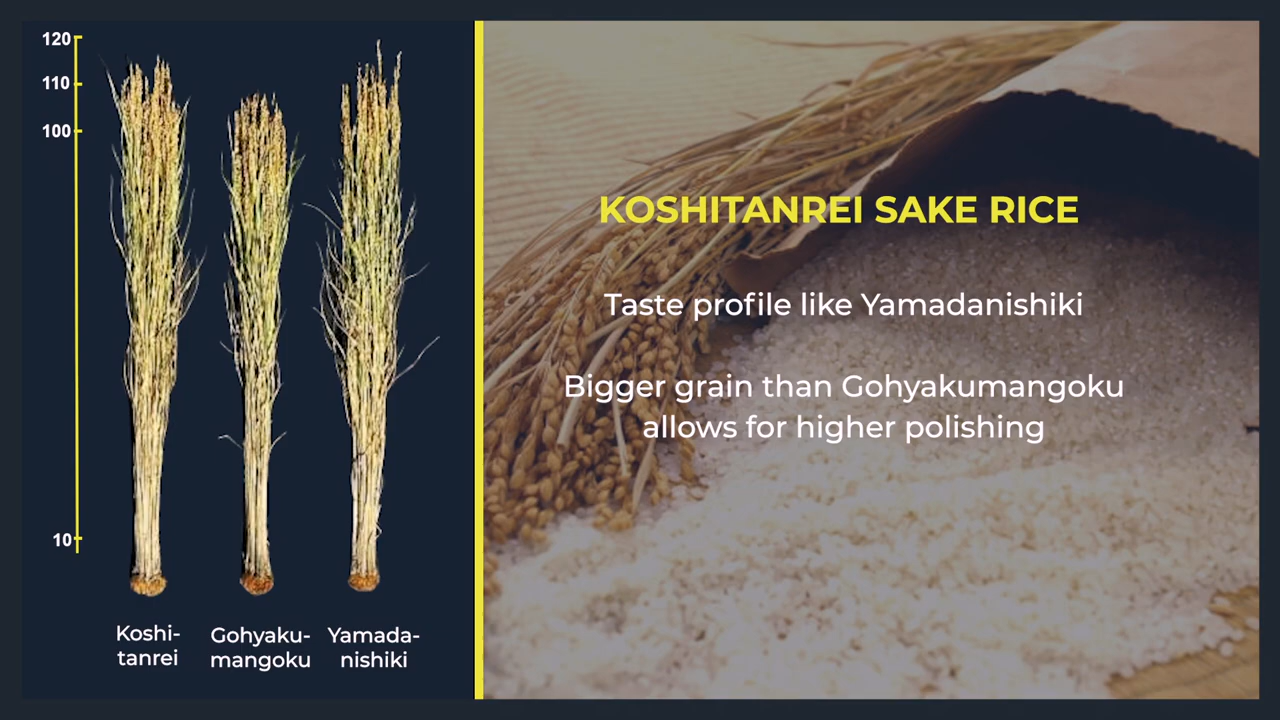 120
110
100
10
Koshi-
tanrei
Gohyaku-
mangoku
Yamada-
nishiki
KOSHITANREI SAKE RICE
Taste profile like Yamadanishiki
Bigger grain than Gohyakumangoku
allows for higher polishing